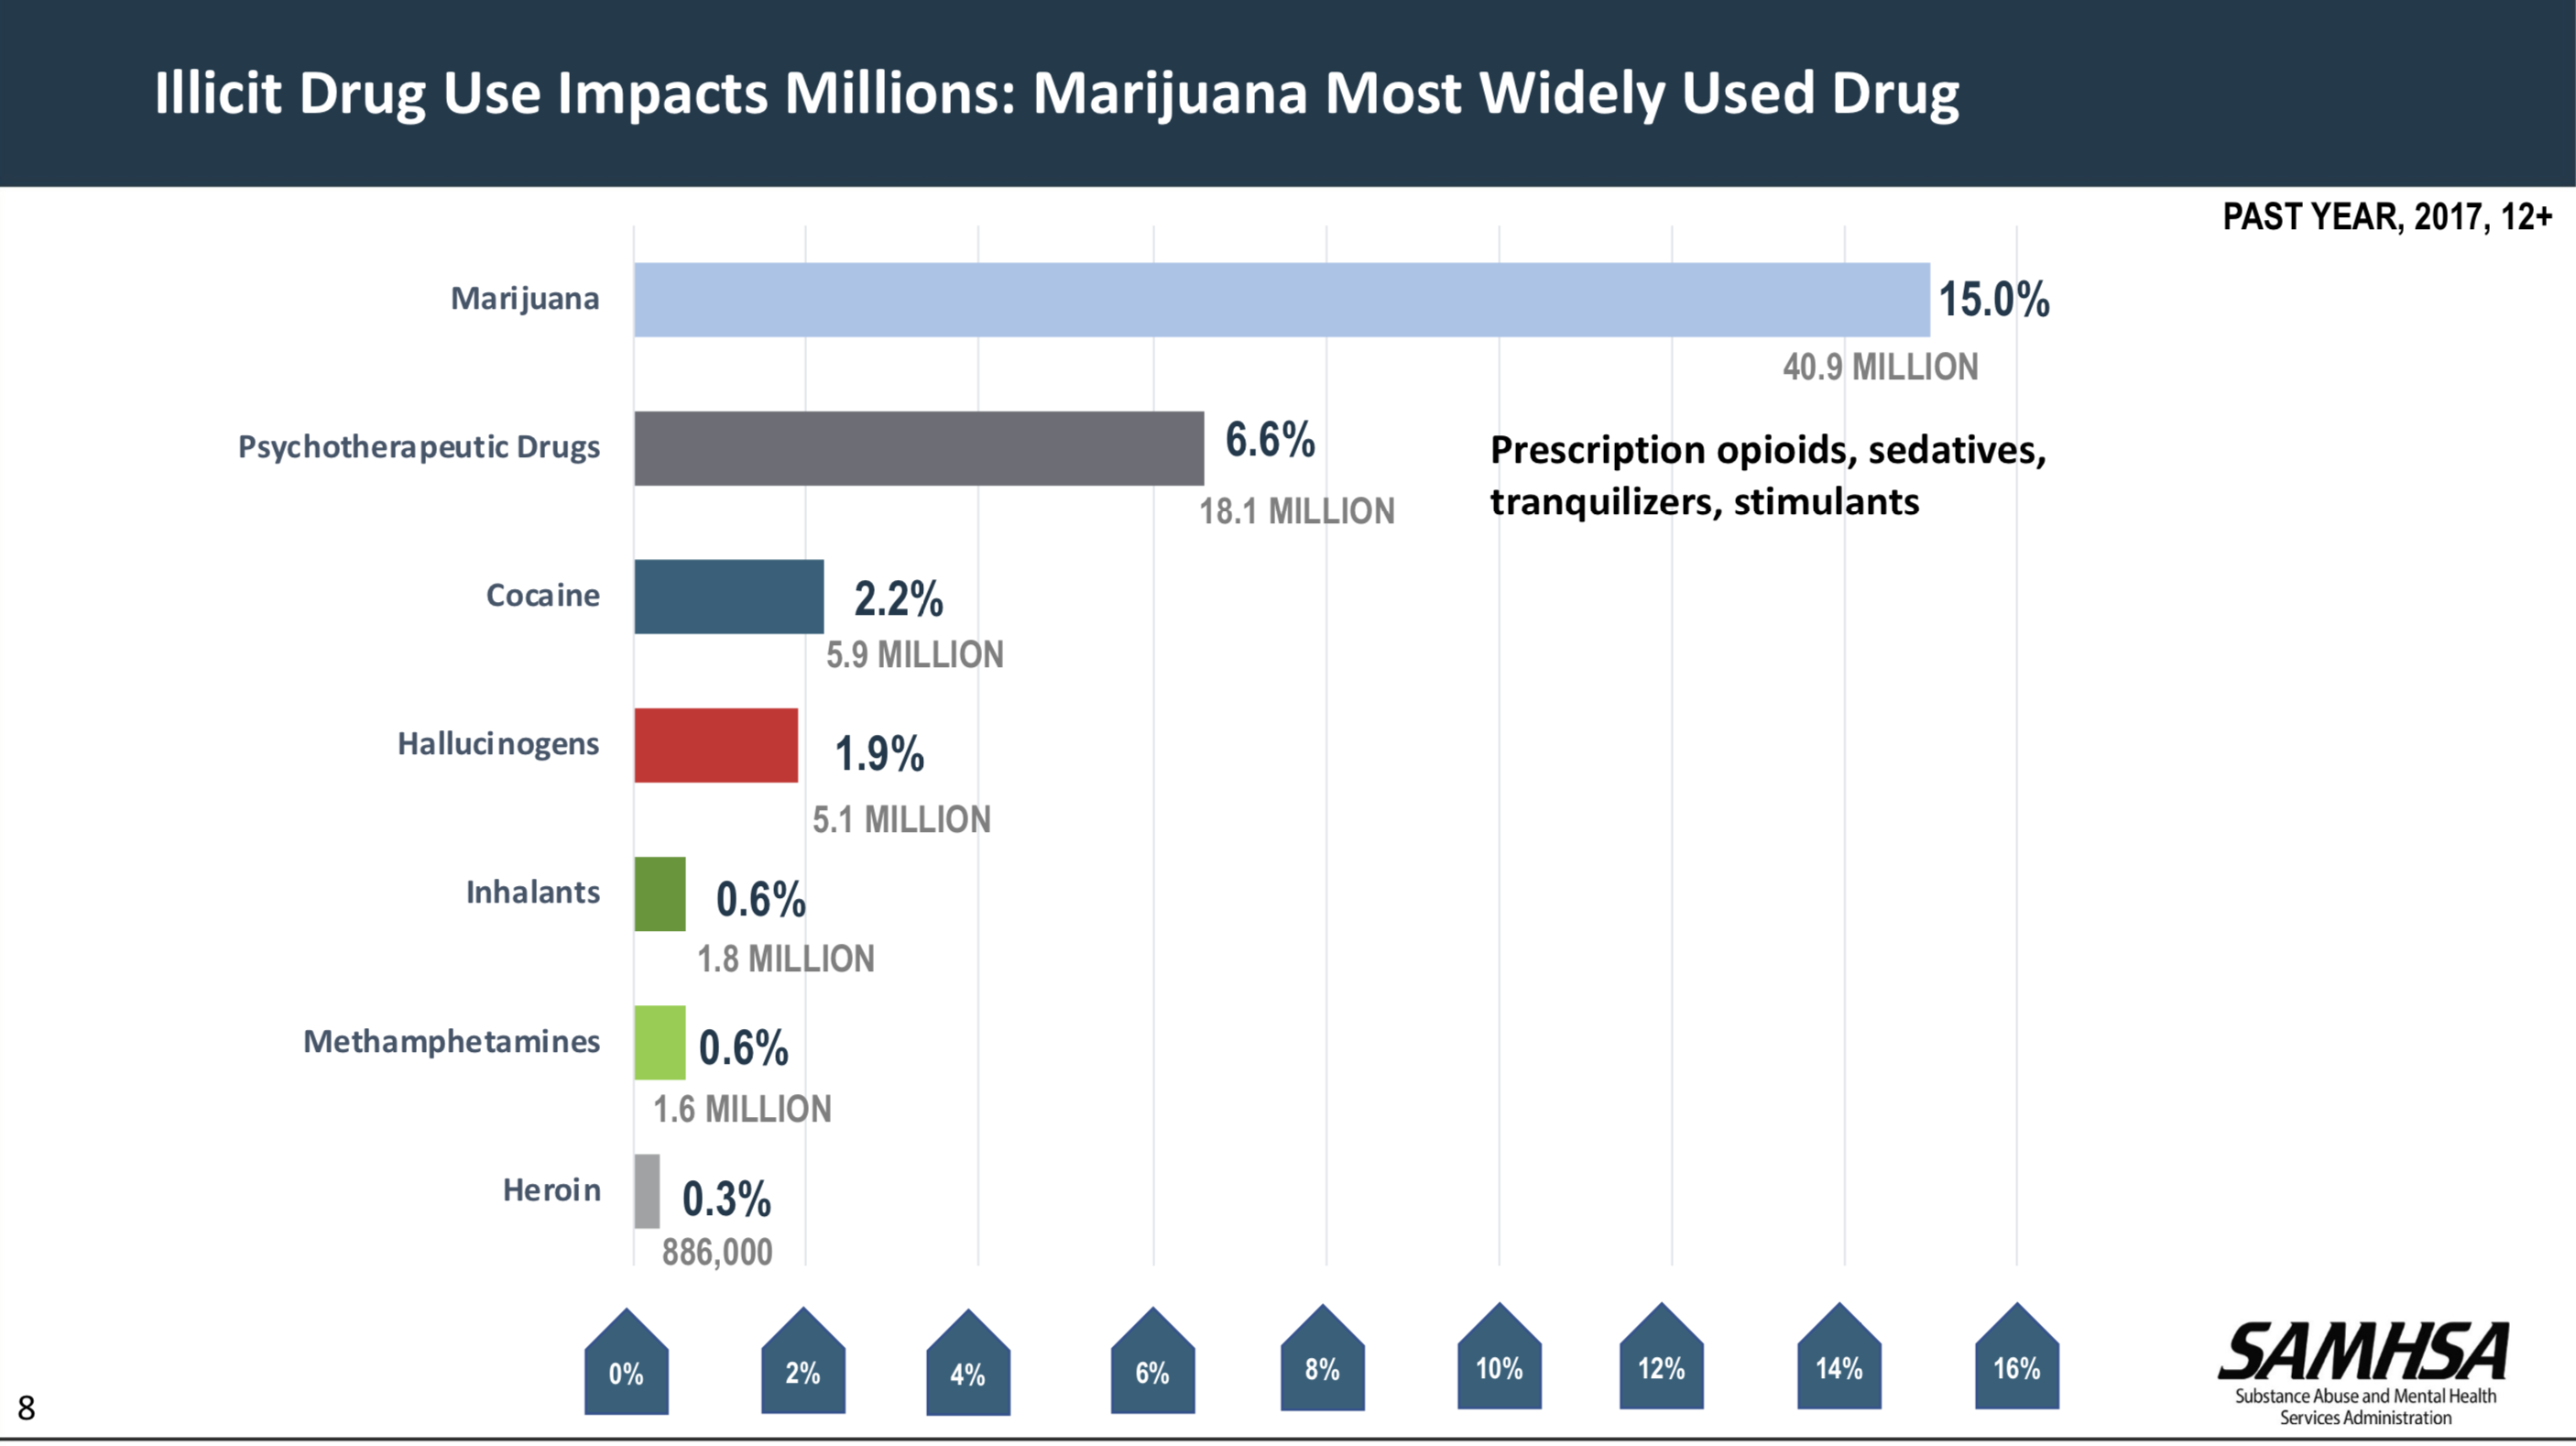 Illicit Drug Use Impacts Millions: Marijuana Most Widely Used Drug
PAST YEAR, 2017, 12+
Marijuana
15.0%
40.9 MILLION
Psychotherapeutic Drugs
6.6%
18.1 MILLION
Prescription opioids, sedatives,
tranquilizers, stimulants
Cocaine
2.2%
5.9 MILLION
Hallucinogens
1.9%
5.1 MILLION
Inhalants
0.6%
1.8 MILLION
Methamphetamines
0.6%
1.6 MILLION
Heroin
0.3%
886,000
0%
2%
4%
6%
8%
10%
12%
14%
16%
SAMHSA
Substance Abuse and Mental Health
Services Administration
8